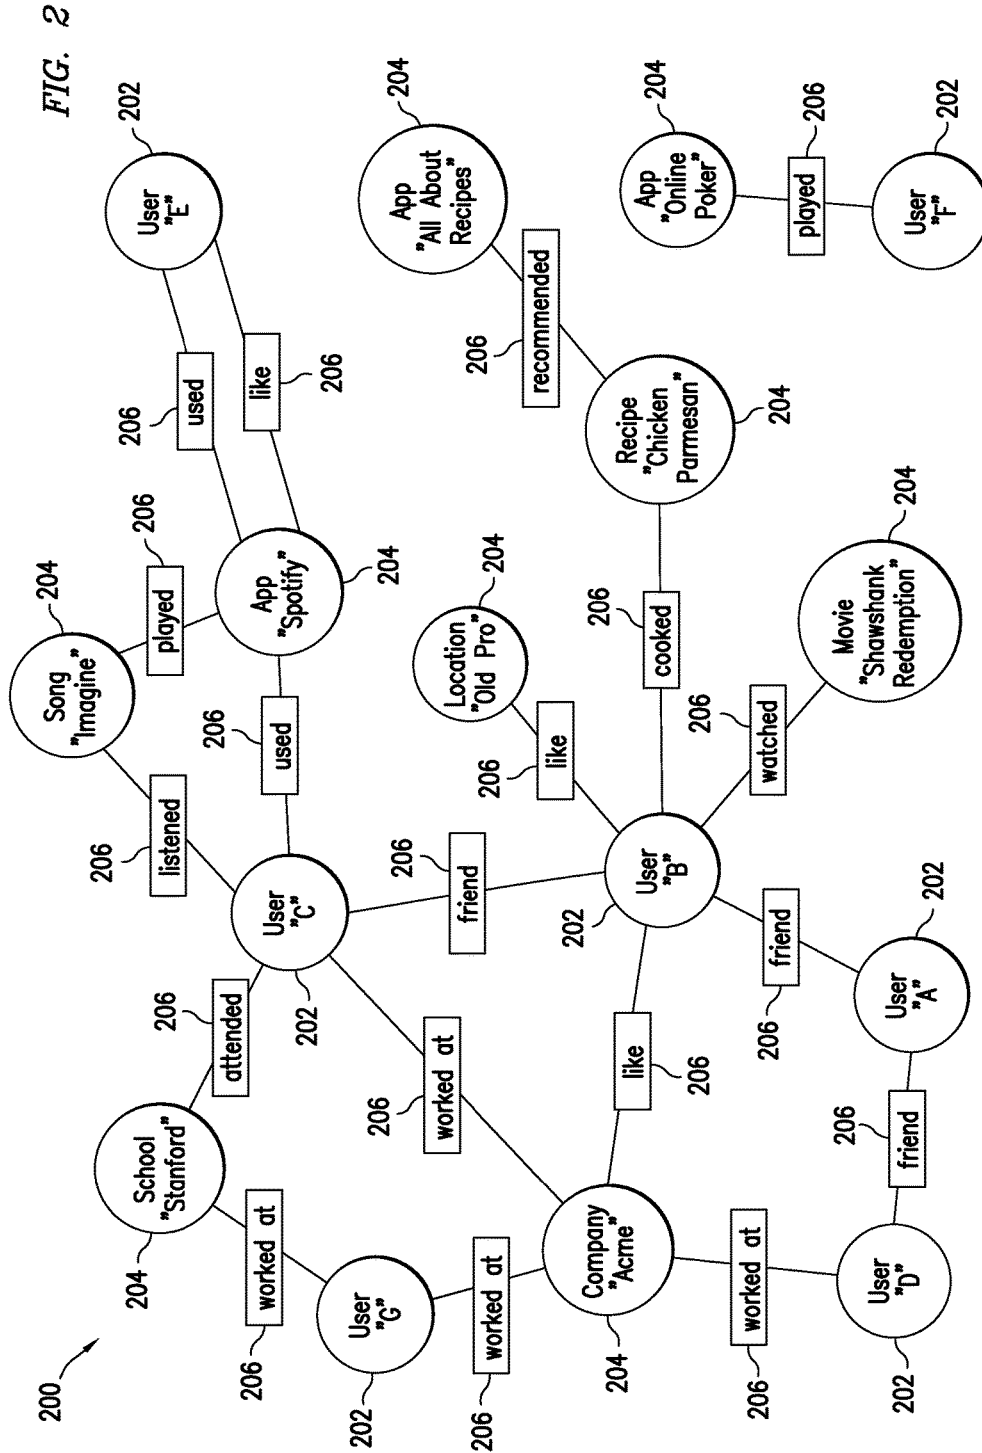 FIG. 2
200
204
Song
"Imagine"
206
listened
206
played
206
used
202
User
"E"
206
like
204
School
"Stanford"
206
attended
206
worked at
206
used
App
"Spotify"
204
User
"C"
202
204
App
"All About
Recipes"
202
User
"G"
206
worked at
206
friend
204
Location
"Old Pro"
206
recommended
206
worked at
206
like
Company
"Acme"
204
206
like
202
User
"B"
206
cooked
Recipe
"Chicken
Parmesan"
204
204
App
"Online
Poker"
206
worked at
206
friend
206
watched
206
played
202
User
"D"
206
friend
202
User
"A"
204
Movie
"Shawshank
Redemption"
202
User
"F"